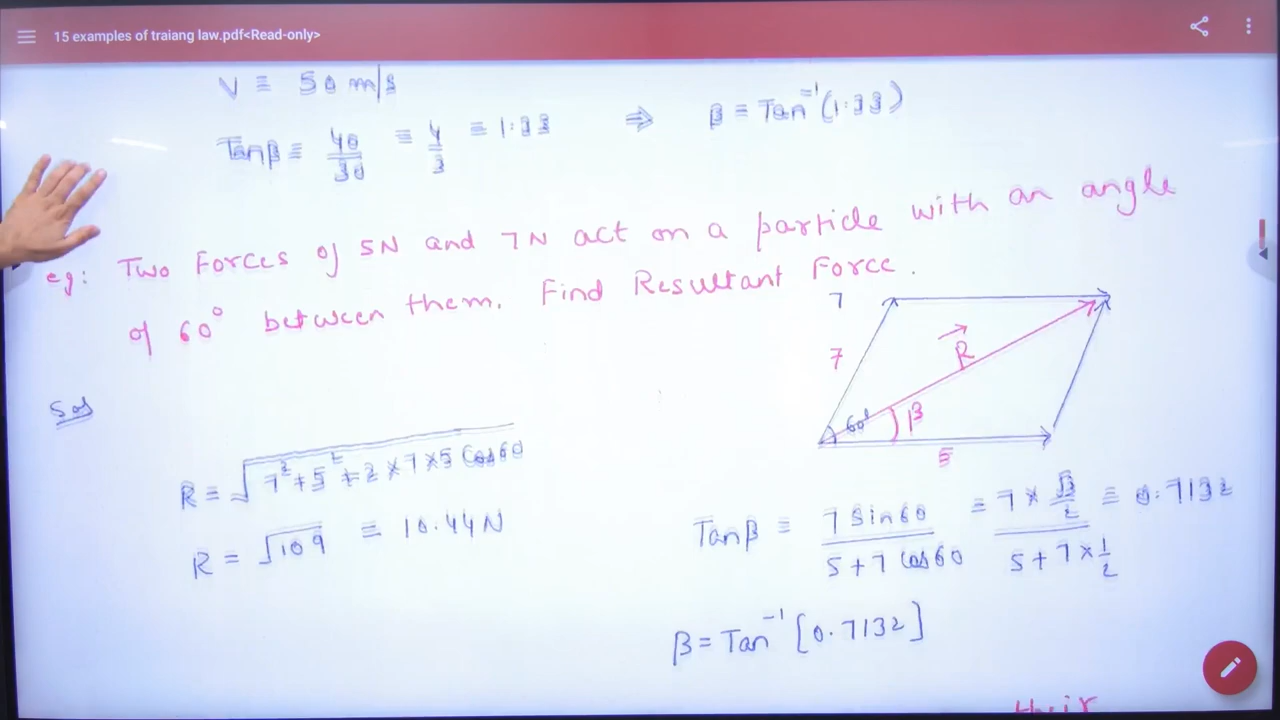 15 examples of traiang law.pdf<Read-only>
V = 50 m/s
Tanβ = 40/30 = 4/3 = 1.33 ⇒ β = Tan⁻¹(1.33)
eg: Two Forces of 5N and 7N act on a particle with an angle
of 60° between them. Find Resultant Force.
7
7
R
60°
β
5
Sol
R = √(7² + 5² + 2 × 7 × 5 Cos60
R = √109 = 10.44 N
Tanβ = 7 Sin60 / 5 + 7 Cos60 = 7 × √3/2 / 5 + 7 × 1/2 = 0.7132
β = Tan⁻¹ [0.7132]
their